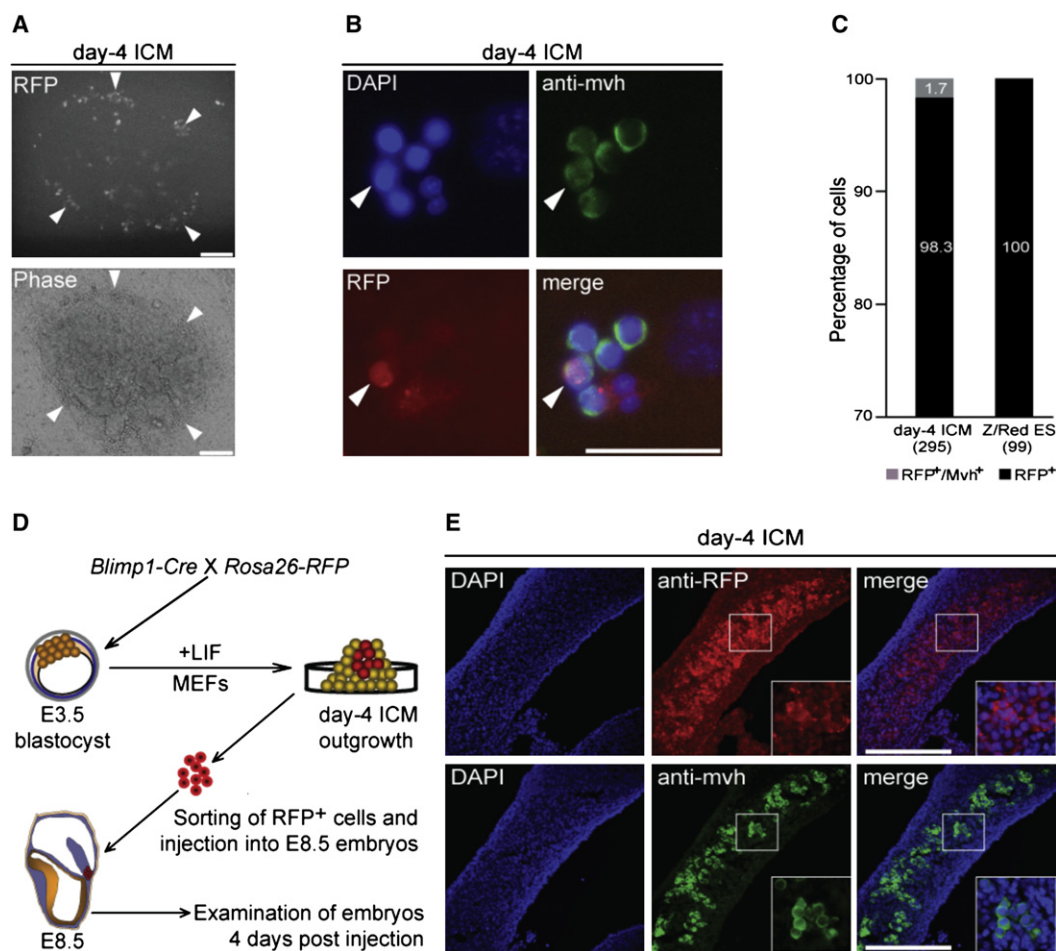 A
day-4 ICM
RFP
Phase
B
day-4 ICM
DAPI
anti-mvh
RFP
merge
C
Percentage of cells
100
90
80
70
1.7
98.3
100
day-4 ICM
(295)
Z/Red ES
(99)
RFP+/Mvh+
RFP+
D
Blimp1-Cre X Rosa26-RFP
+LIF
MEFs
E3.5
blastocyst
day-4 ICM
outgrowth
Sorting of RFP+ cells and
injection into E8.5 embryos
E8.5
Examination of embryos
4 days post injection
E
day-4 ICM
DAPI
anti-RFP
merge
DAPI
anti-mvh
merge